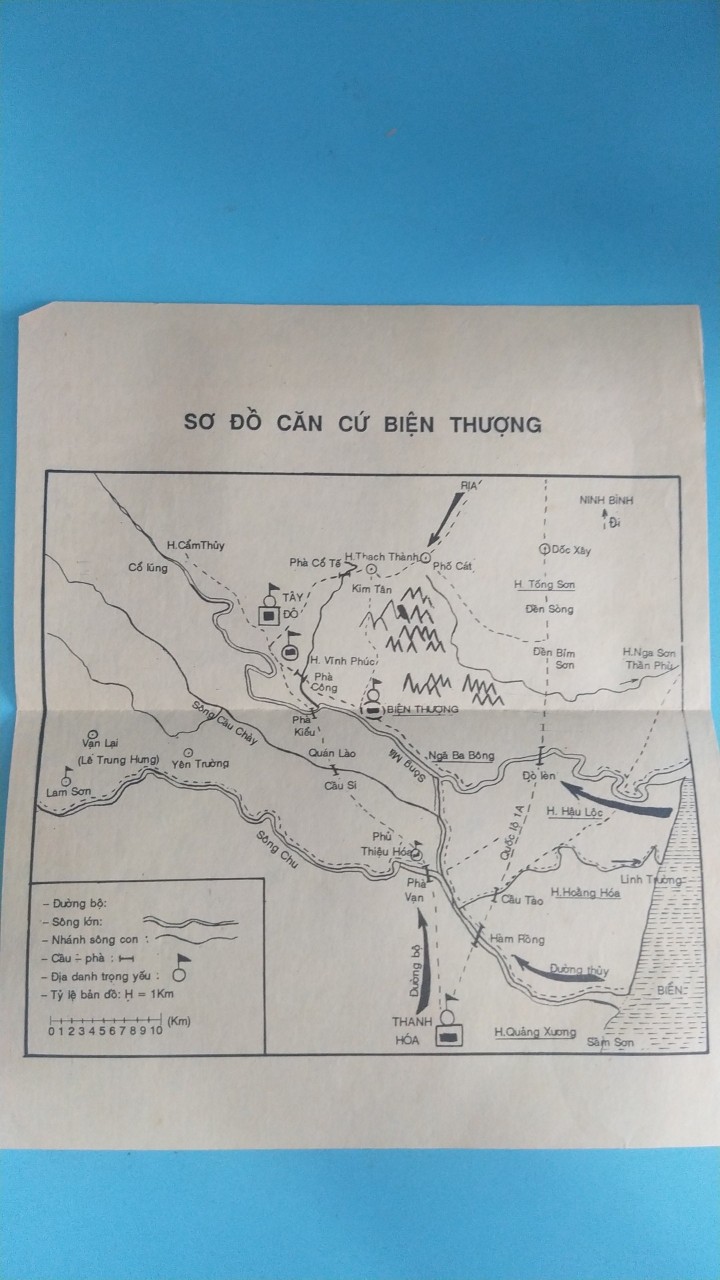 SƠ ĐỒ CĂN CỨ BIỆN THƯỢNG
RỊA
NINH BÌNH
Đi
H.Cẩm Thủy
Cổ lũng
Phà Cổ Tế
H.Thạch Thành
Phố Cát
Dốc Xây
Kim Tân
H. Tống Sơn
TÂY
ĐÔ
Đền Sòng
H. Vĩnh Phúc
Đền Bỉm
Sơn
H.Nga Sơn
Thần Phù
Phà
Công
BIỆN THƯỢNG
Sông Cầu Chày
Phà
Kiểu
Vạn Lại
(Lê Trung Hưng)
Yên Trường
Quán Lào
Sông Mã
Ngã Ba Bông
Lam Sơn
Cầu Si
Đò lèn
H. Hậu Lộc
Sông Chu
Phủ
Thiệu Hóa
Quốc lộ 1A
Phà
Vạn
Linh Trường
H.Hoằng Hóa
Cầu Tào
Hàm Rồng
Đường bộ
Đường thủy
BIỂN
THANH
HÓA
H.Quảng Xương
Sầm Sơn
– Đường bộ:
– Sông lớn:
– Nhánh sông con :
– Cầu – phà :
– Địa danh trọng yếu :
– Tỷ lệ bản đồ: H = 1Km
0 1 2 3 4 5 6 7 8 9 10 (Km)